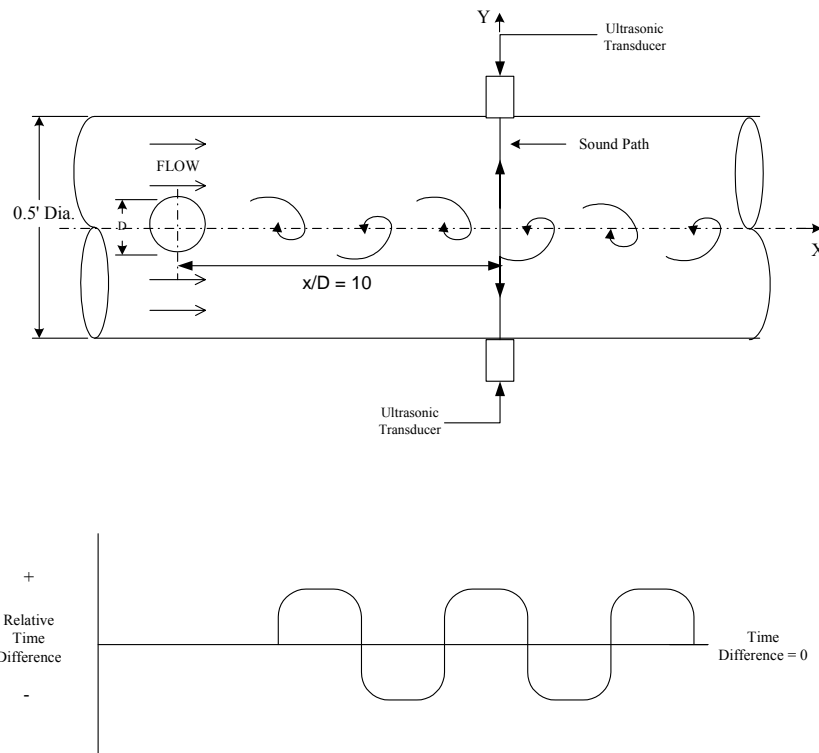 Y
Ultrasonic
Transducer
Sound Path
FLOW
0.5' Dia.
D
X
x/D = 10
Ultrasonic
Transducer
+
Relative
Time
Difference
-
Time
Difference = 0